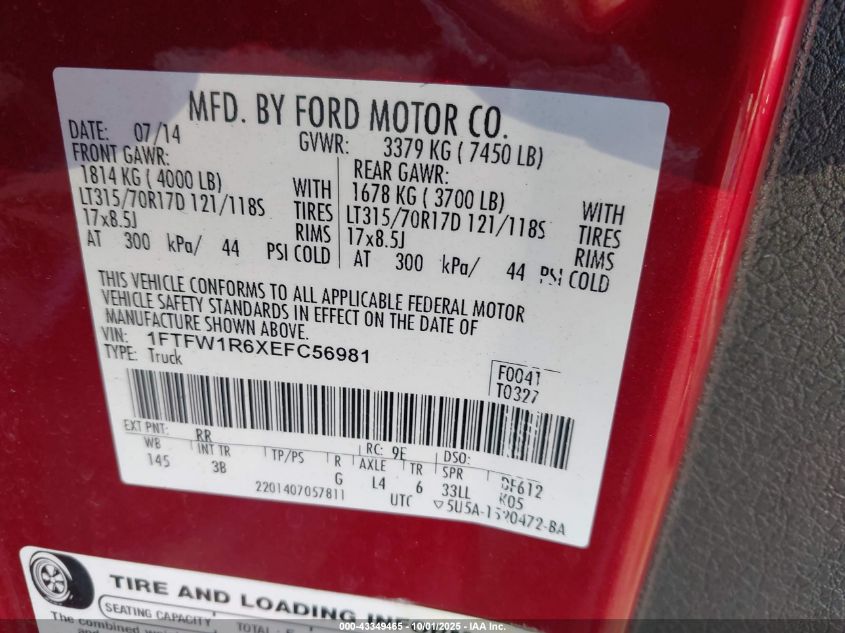 MFD. BY FORD MOTOR CO.
DATE: 07/14 GVWR: 3379 KG ( 7450 LB)
FRONT GAWR: REAR GAWR:
1814 KG ( 4000 LB) WITH 1678 KG ( 3700 LB) WITH
LT315/70R17D 121/118S TIRES LT315/70R17D 121/118S TIRES
17x8.5J RIMS 17x8.5J RIMS
AT 300 kPa/ 44 PSI COLD AT 300 kPa/ 44 PSI COLD
THIS VEHICLE CONFORMS TO ALL APPLICABLE FEDERAL MOTOR
VEHICLE SAFETY STANDARDS IN EFFECT ON THE DATE OF
MANUFACTURE SHOWN ABOVE.
VIN: 1FTFW1R6XEFC56981
TYPE: Truck
F0041
T0327
EXT PNT: RR RC: 9E DSO:
WB INT TR TP/PS R AXLE TR SPR
145 3B G L4 6 33LL K05
2201407057811 UTC
TIRE AND LOADING
SEATING CAPACITY TOTAL
The combined
000-43349465 - 10/01/2025 - IAA Inc.